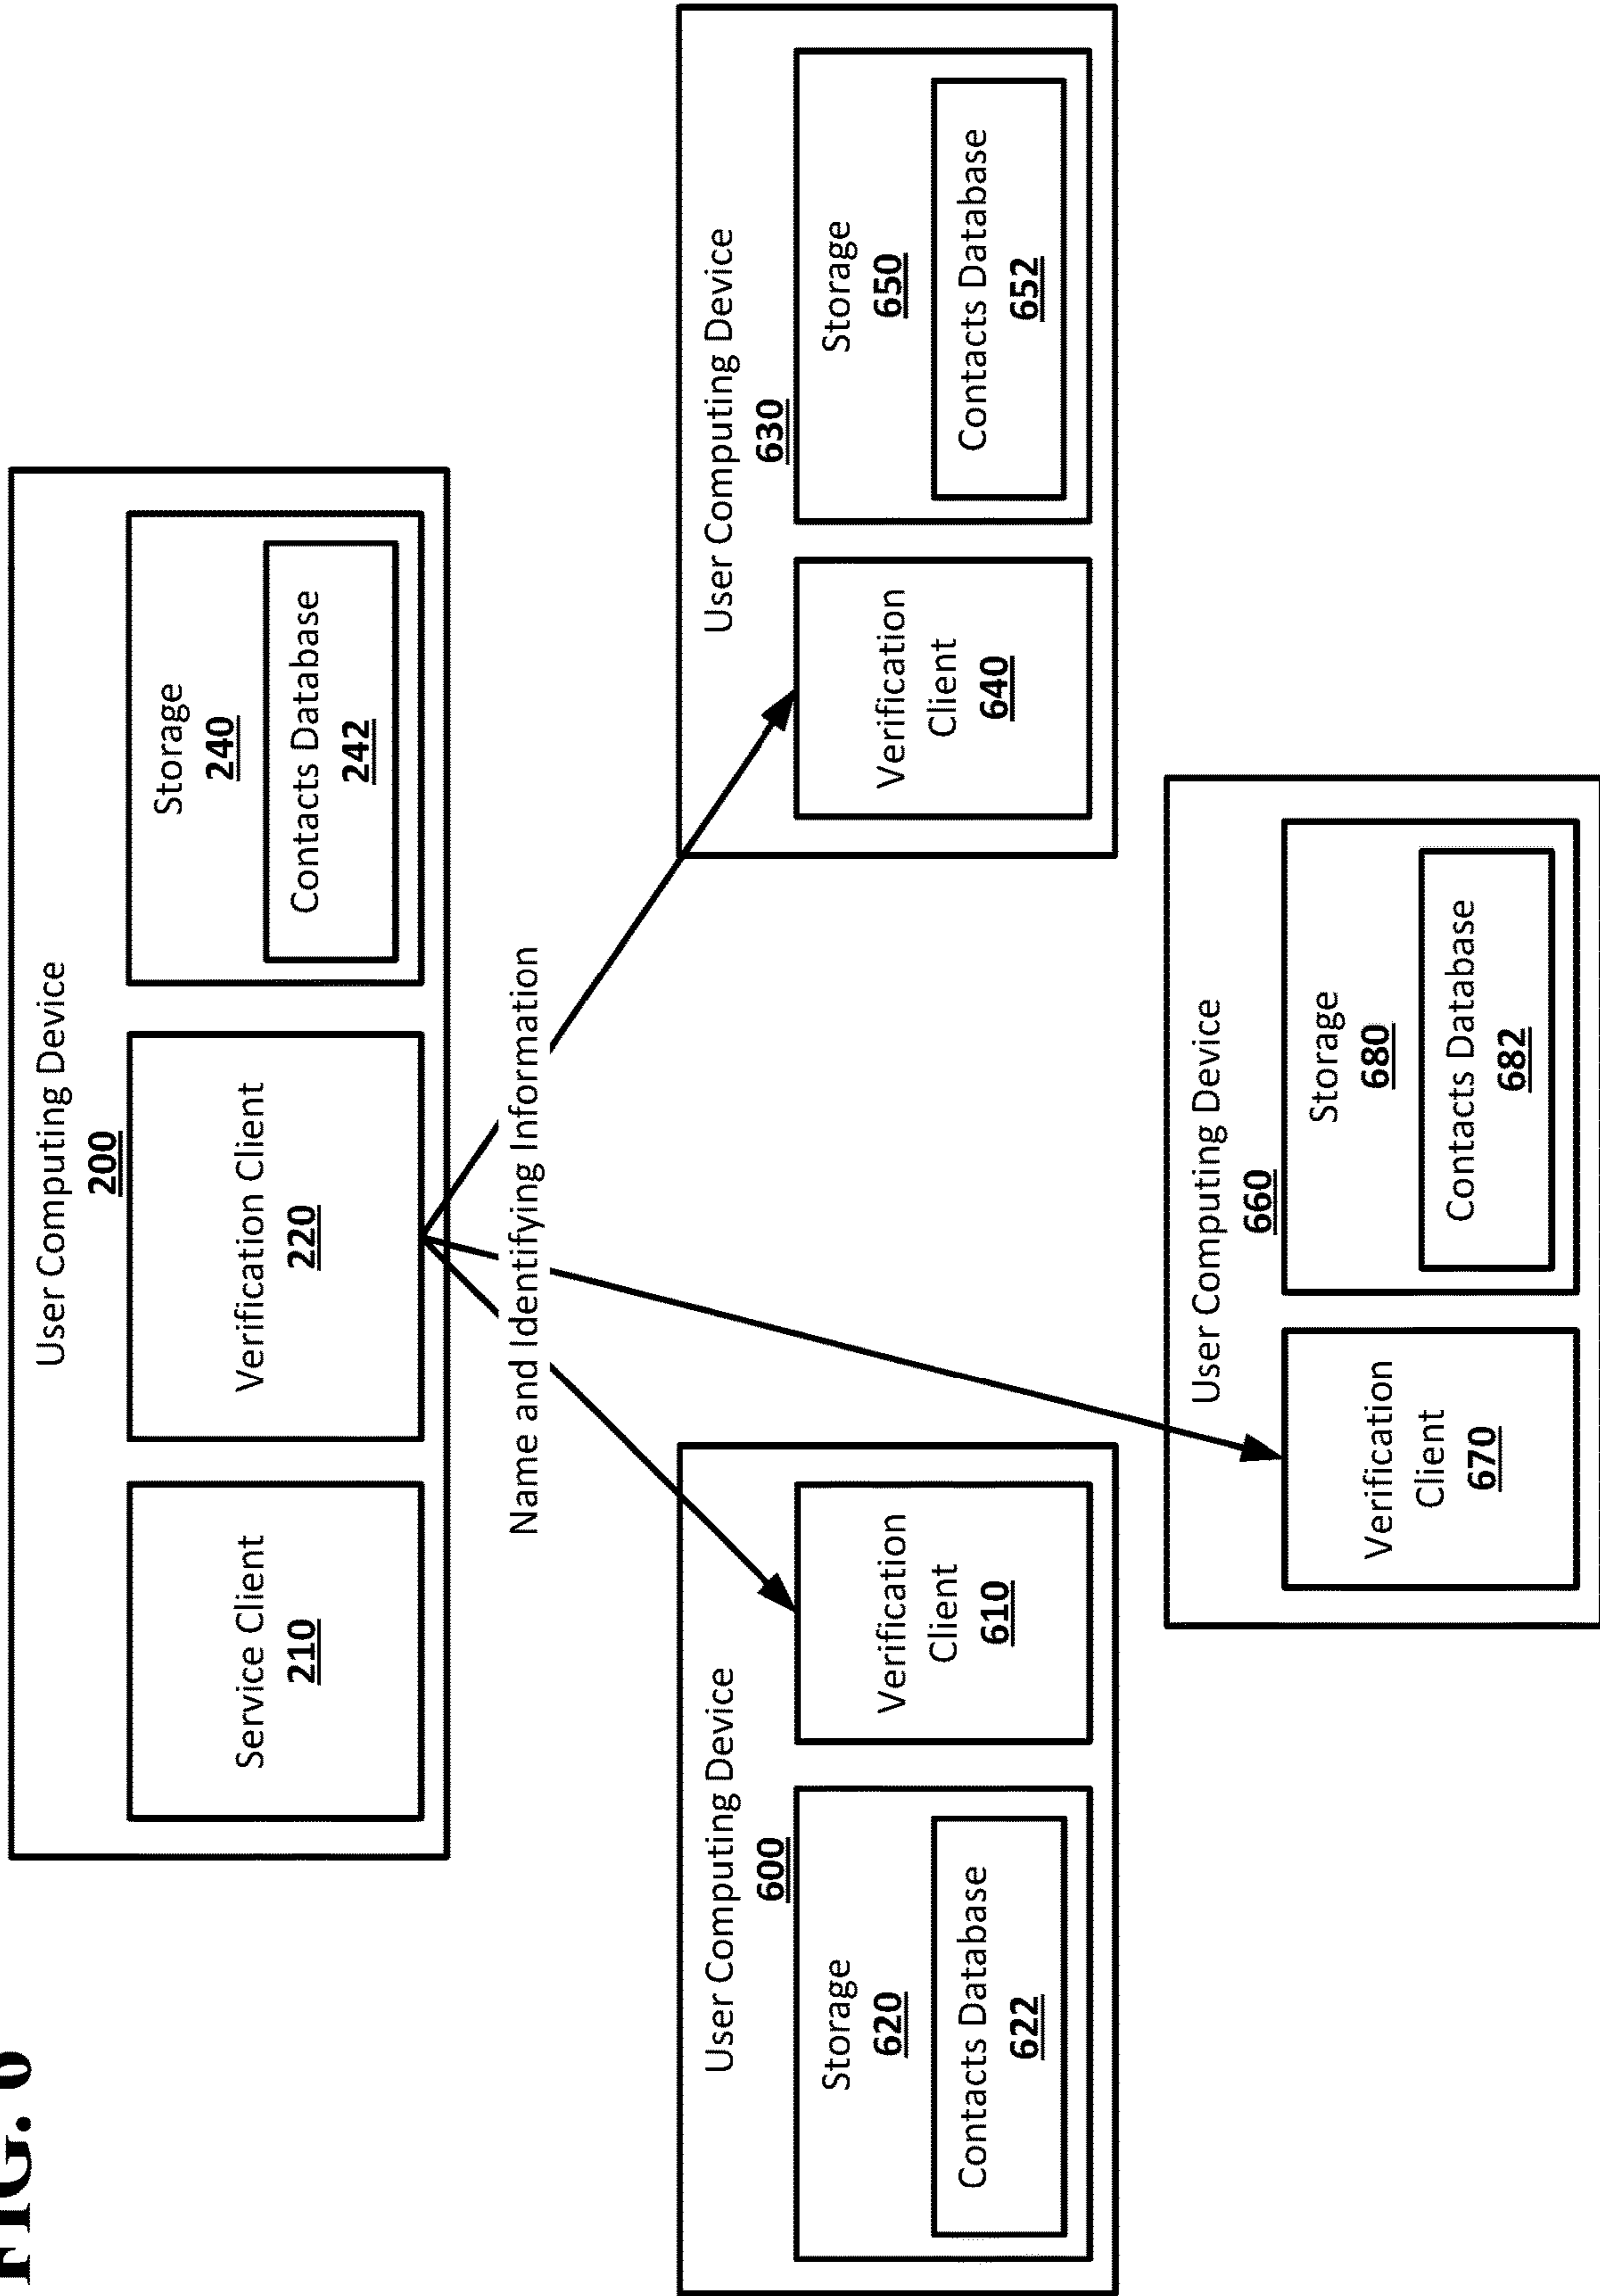 FIG. 6
User Computing Device
200
Service Client
210
Verification Client
220
Storage
240
Contacts Database
242
Name and Identifying Information
User Computing Device
600
Storage
620
Contacts Database
622
Verification
Client
610
User Computing Device
630
Verification
Client
640
Storage
650
Contacts Database
652
User Computing Device
660
Verification
Client
670
Storage
680
Contacts Database
682